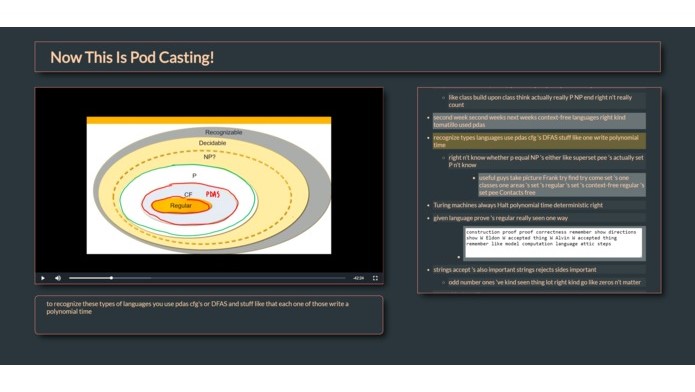 Now This Is Pod Casting!
Recognizable
Decidable
NP?
P
CF PDAS
Regular
-42:24
to recognize these types of languages you use pdas cfg's or DFAS and stuff like that each one of those write a
polynomial time
like class build upon class think actually really P NP end right n't really
count
second week second weeks next weeks context-free languages right kind
tomatillo used pdas
recognize types languages use pdas cfg 's DFAS stuff like one write polynomial
time
right n't know whether p equal NP 's either like superset pee 's actually set
P n't know
useful guys take picture Frank try find try come set 's one
classes one areas 's set 's regular 's set 's context-free regular 's
set pee Contacts free
Turing machines always Halt polynomial time deterministic right
given language prove 's regular really seen one way
construction proof proof correctness remember show directions
show W Eldon W accepted thing W Alvin W accepted thing
remember like model computation language attic steps
strings accept 's also important strings rejects sides important
odd number ones 've kind seen thing lot right kind go like zeros n't matter